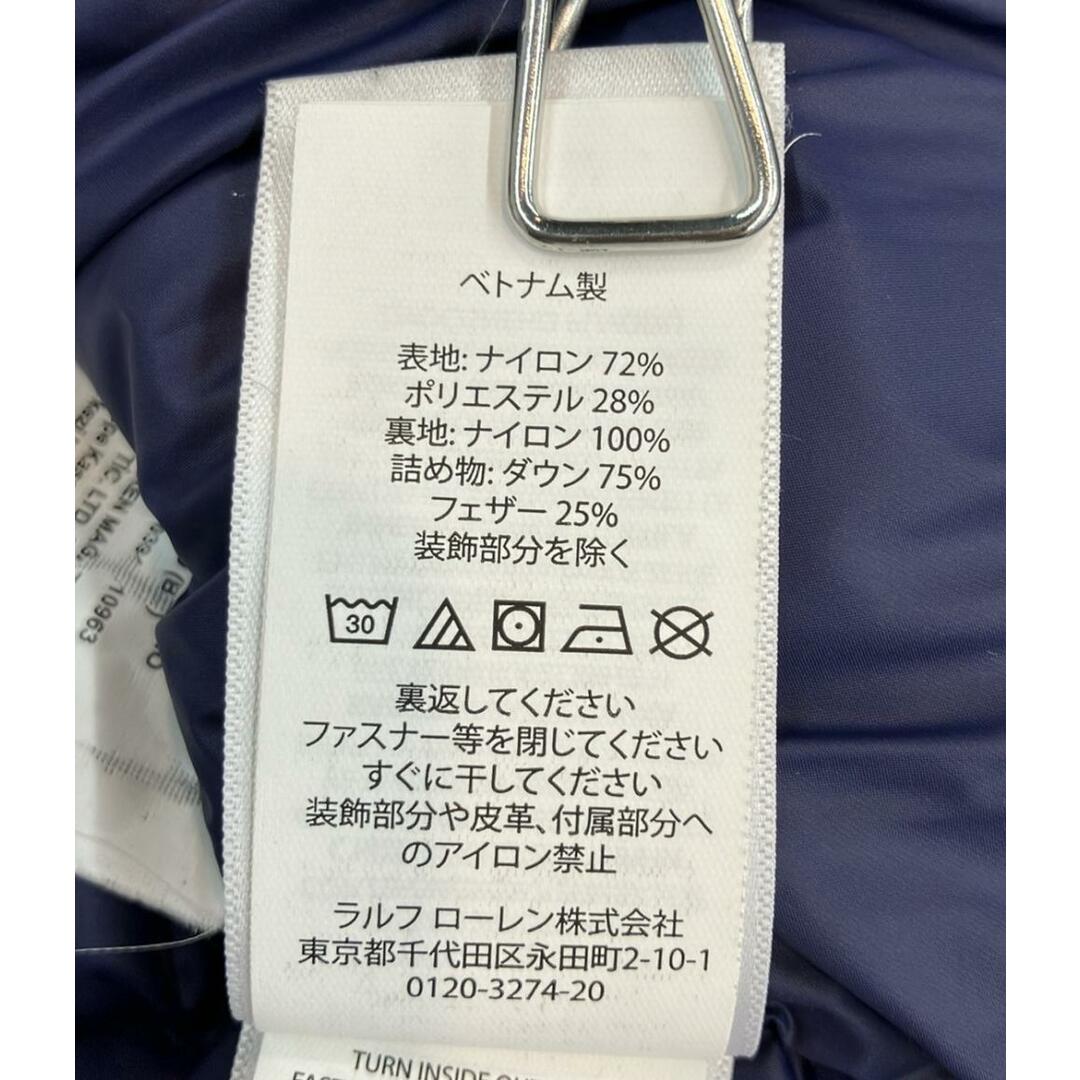 ベトナム製
表地: ナイロン 72%
ポリエステル 28%
裏地: ナイロン 100%
詰め物: ダウン 75%
フェザー 25%
装飾部分を除く
30
裏返してください
ファスナー等を閉じてください
すぐに干してください
装飾部分や皮革、付属部分へ
のアイロン禁止
ラルフ ローレン株式会社
東京都千代田区永田町2-10-1
0120-3274-20
TURN INSIDE
TIC. LTD
10963